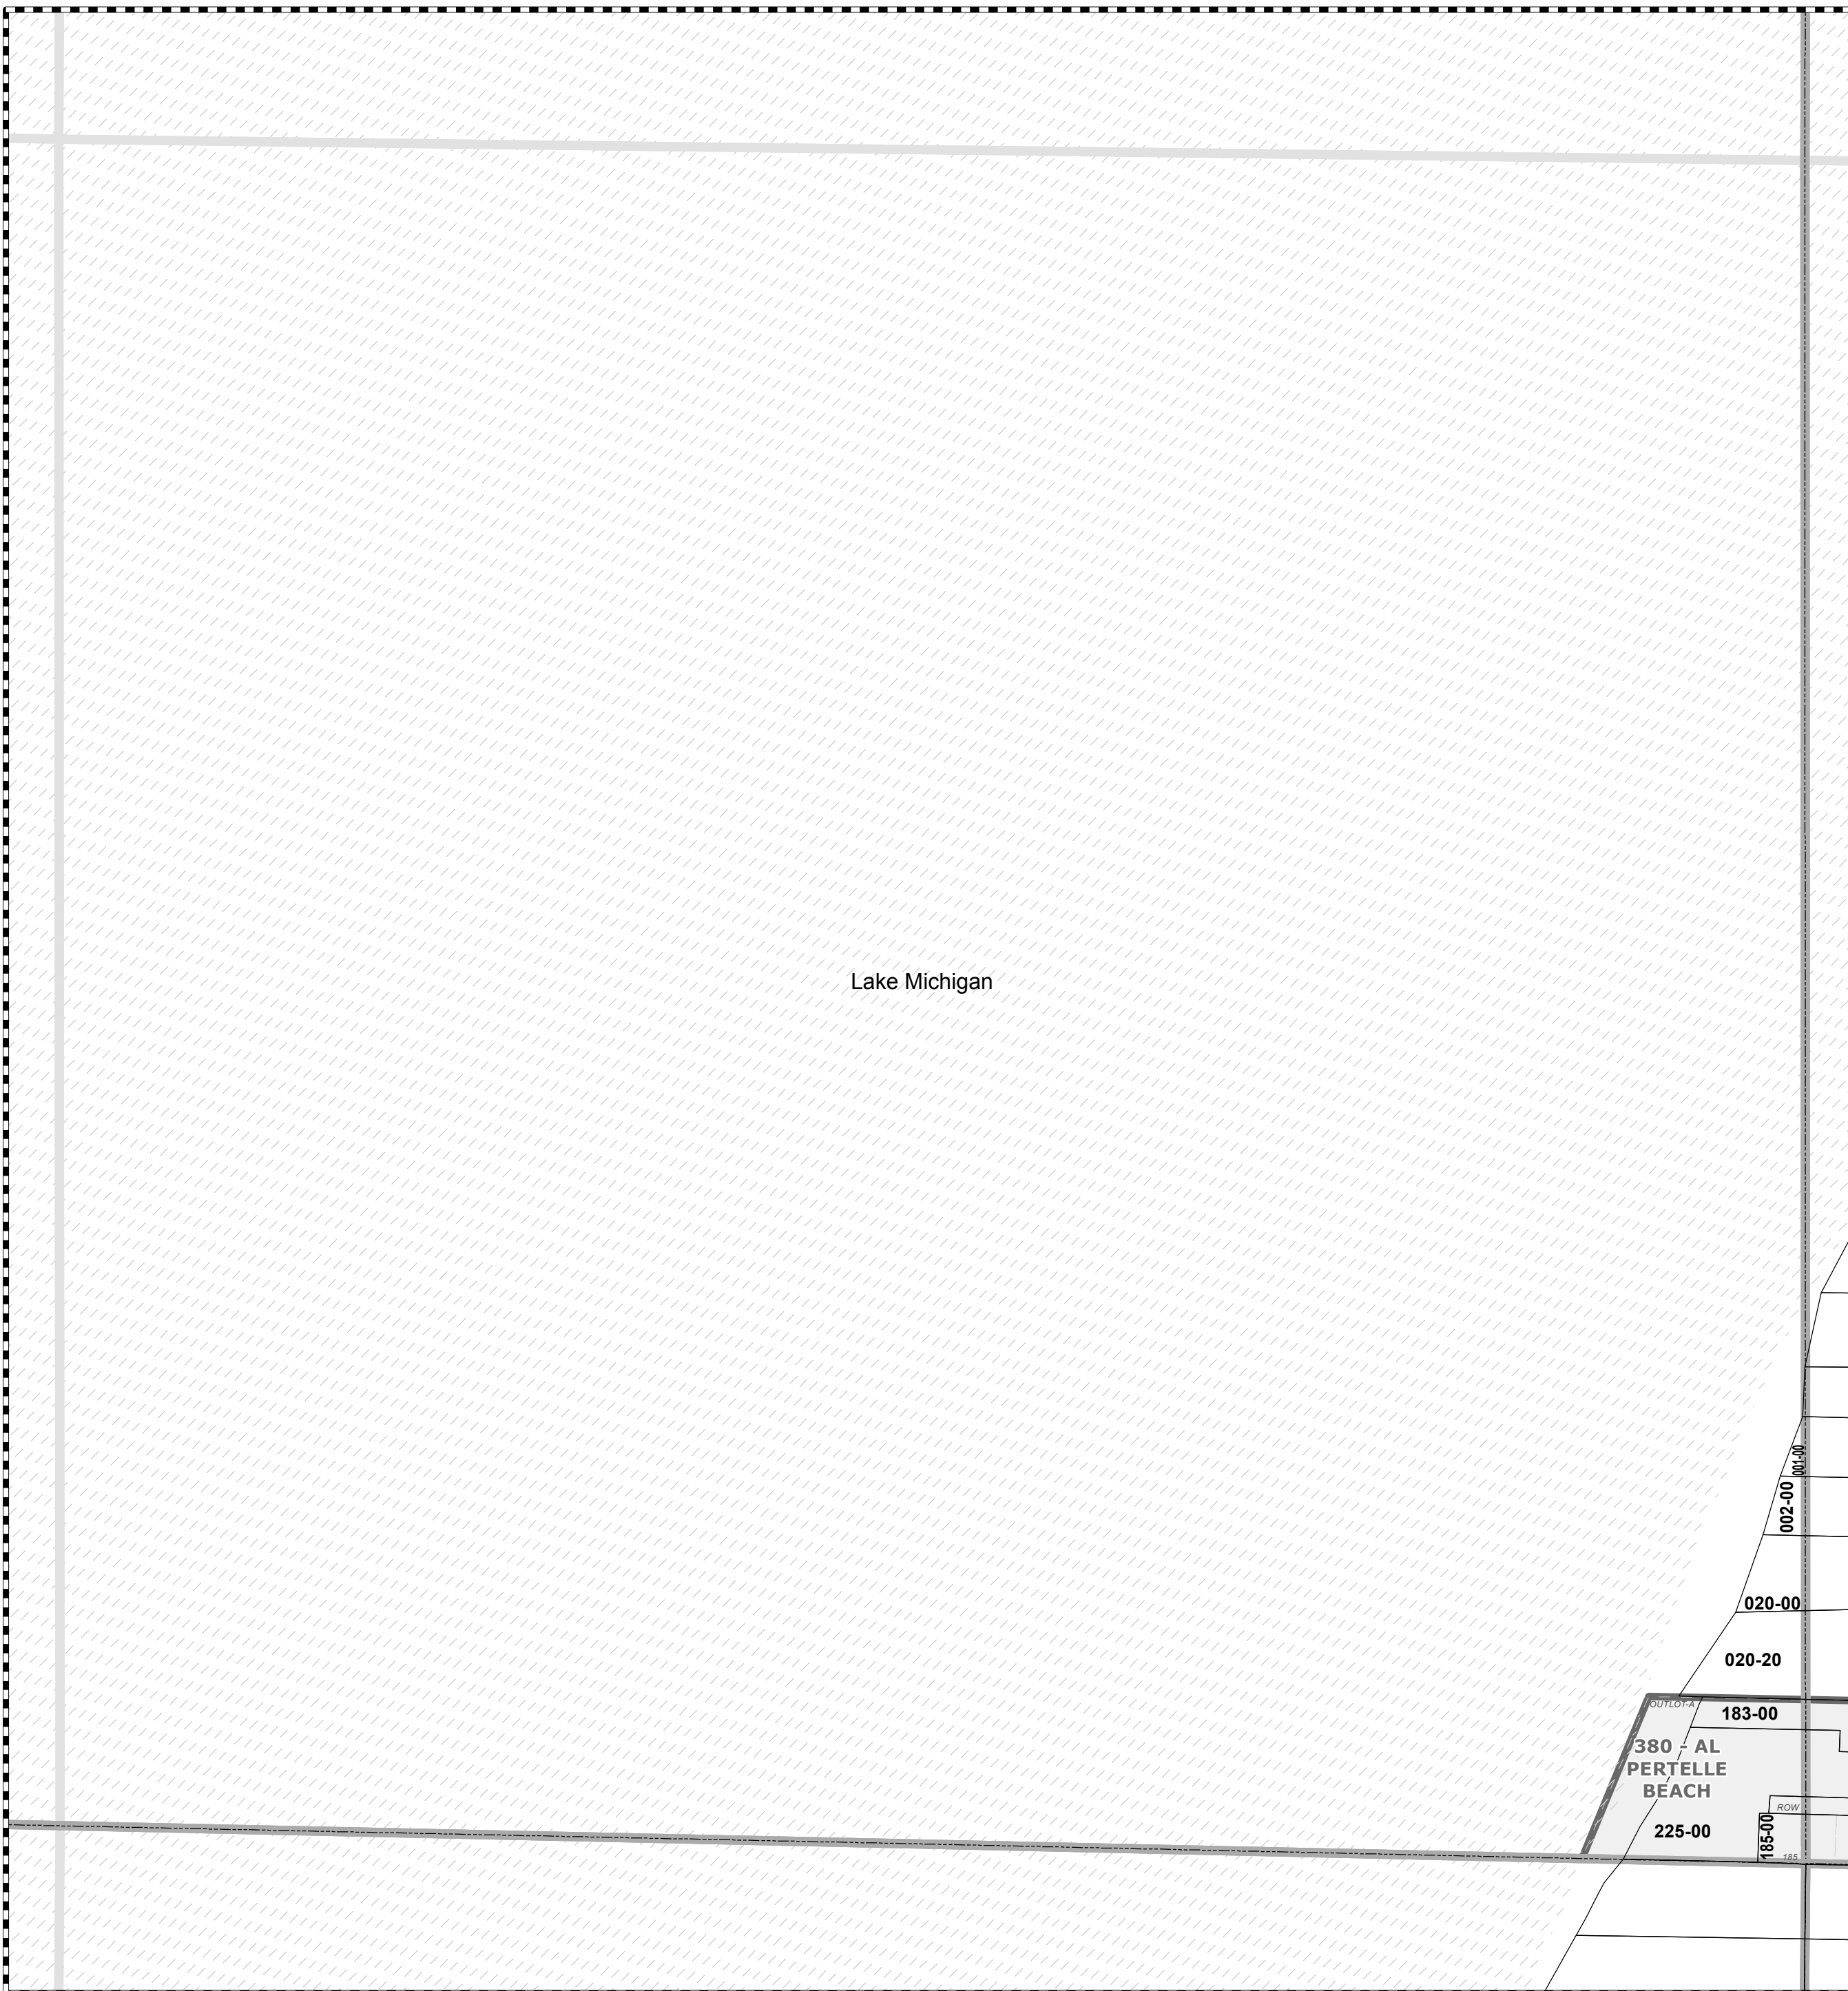 Lake Michigan
001-00
002-00
020-00
020-20
OUTLOT-A
183-00
380 - AL
PERTELLE
BEACH
ROW
225-00
185-00
185